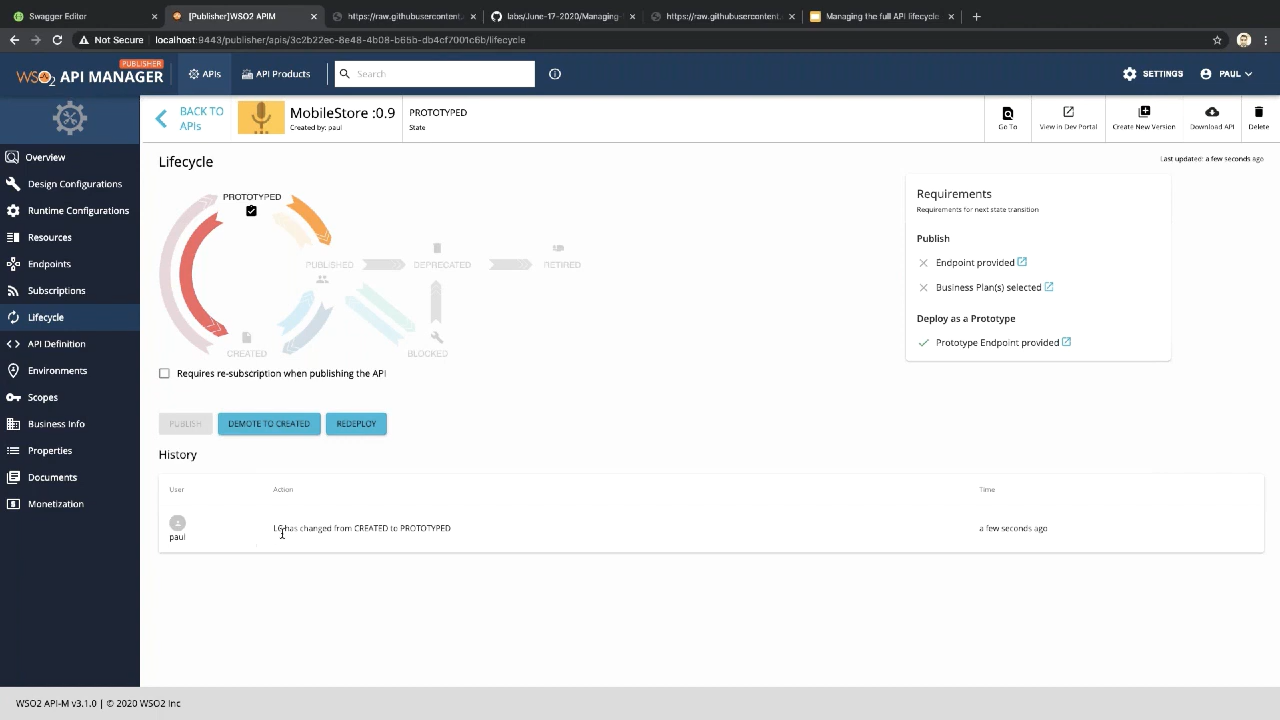 Swagger Editor
[Publisher]WSO2 APIM
https://raw.githubusercontent.
labs/June-17-2020/Managing-
https://raw.githubusercontent.
Managing the full API lifecycle
Not Secure
localhost:9443/publisher/apis/3c2b22ec-8e48-4b08-b65b-db4cf7001c6b/lifecycle
WSO2 API MANAGER
PUBLISHER
APIs
API Products
Search
SETTINGS
PAUL
BACK TO
APIs
MobileStore :0.9
Created by: paul
PROTOTYPED
State
Go To
View in Dev Portal
Create New Version
Download API
Delete
Overview
Design Configurations
Runtime Configurations
Resources
Endpoints
Subscriptions
Lifecycle
API Definition
Environments
Scopes
Business Info
Properties
Documents
Monetization
Lifecycle
Last updated: a few seconds ago
PROTOTYPED
PUBLISHED
DEPRECATED
RETIRED
CREATED
BLOCKED
Requirements
Requirements for next state transition
Publish
Endpoint provided
Business Plan(s) selected
Deploy as a Prototype
Prototype Endpoint provided
Requires re-subscription when publishing the API
PUBLISH
DEMOTE TO CREATED
REDEPLOY
History
User
Action
Time
paul
LC has changed from CREATED to PROTOTYPED
a few seconds ago
WSO2 API-M v3.1.0 | © 2020 WSO2 Inc